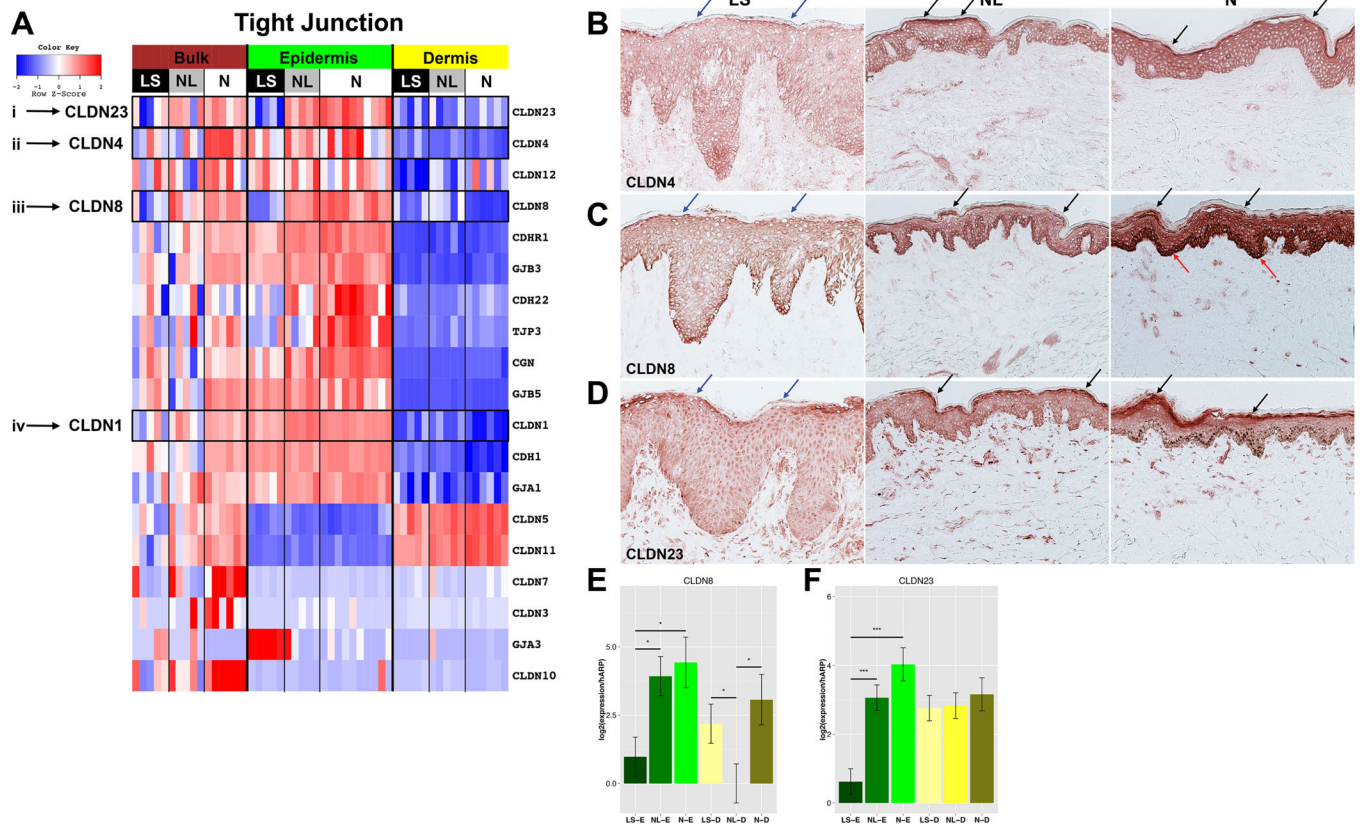 A
Tight Junction
Color Key
-2 -1 0 1 2
Row Z-Score
Bulk Epidermis Dermis
LS NL N LS NL N LS NL N
i CLDN23 CLDN23
ii CLDN4 CLDN4
CLDN12
iii CLDN8 CLDN8
CDHR1
GJB3
CDH22
TJP3
CGN
GJB5
iv CLDN1 CLDN1
CDH1
GJA1
CLDN5
CLDN11
CLDN7
CLDN3
GJA3
CLDN10
LS NL N
B
CLDN4
C
CLDN8
D
CLDN23
E
CLDN8
log2(expression/hARP)
5.0
2.5
0.0
* * * *
LS-E NL-E N-E LS-D NL-D N-D
F
CLDN23
log2(expression/hARP)
6
4
2
0
*** ***
LS-E NL-E N-E LS-D NL-D N-D